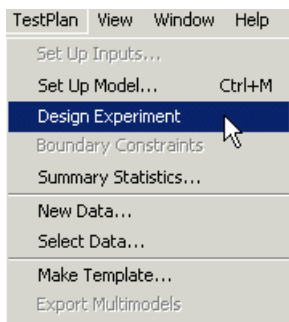 TestPlan View Window Help
Set Up Inputs...
Set Up Model... Ctrl+M
Design Experiment
Boundary Constraints
Summary Statistics...
New Data...
Select Data...
Make Template...
Export Multimodels